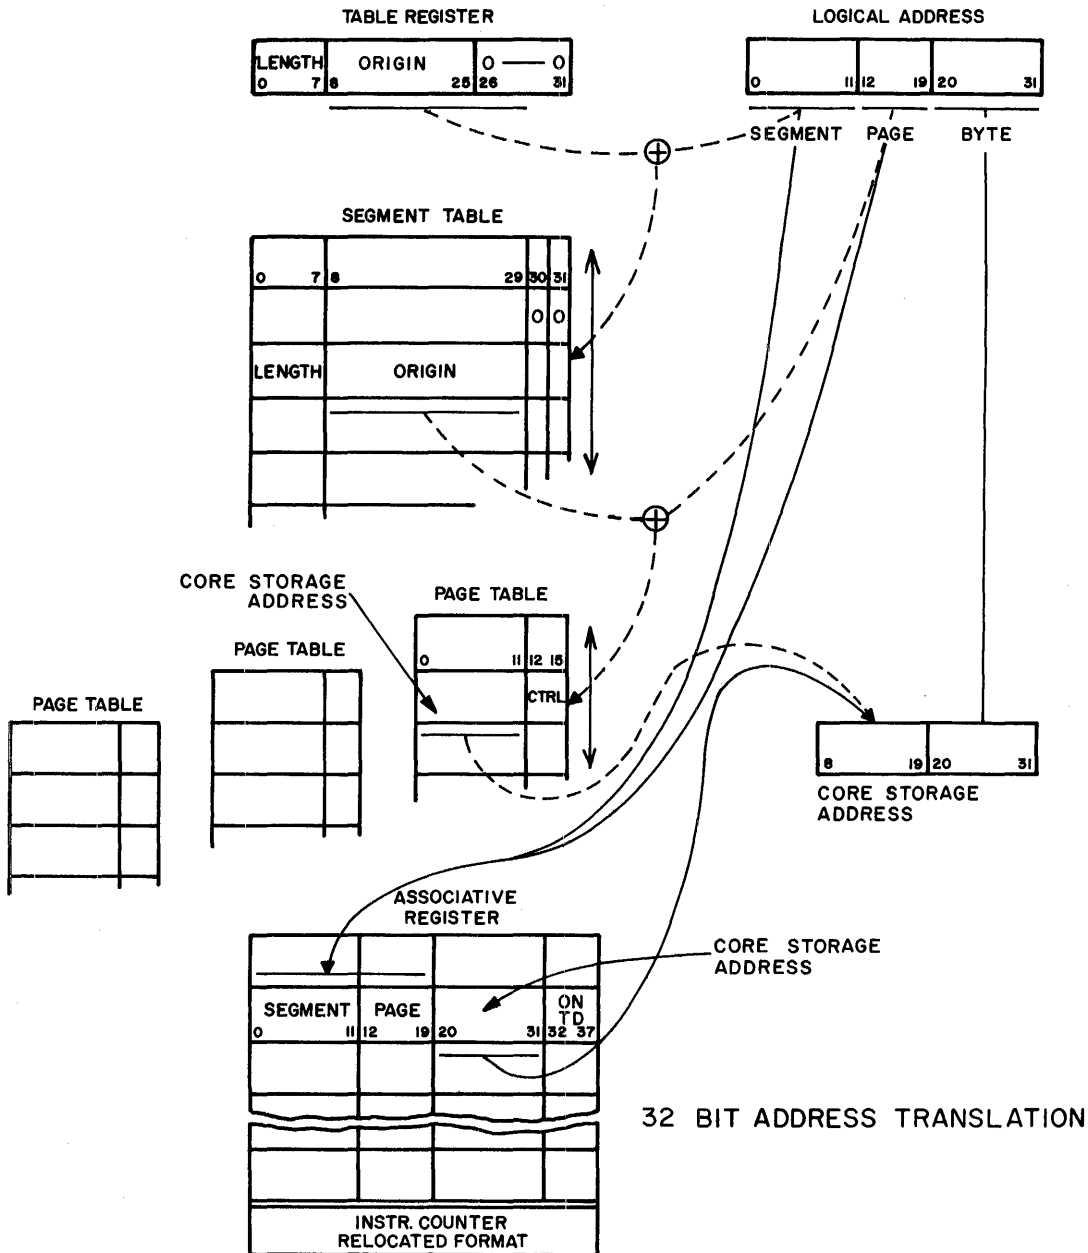 TABLE REGISTER
LOGICAL ADDRESS
LENGTH ORIGIN 0 — 0
0 7 8 25 26 31
0 11 12 19 20 31
SEGMENT PAGE BYTE
SEGMENT TABLE
0 7 8 29 30 31
0 0
LENGTH ORIGIN
CORE STORAGE
ADDRESS
PAGE TABLE
0 11 12 15
CTRL
PAGE TABLE
PAGE TABLE
8 19 20 31
CORE STORAGE
ADDRESS
ASSOCIATIVE
REGISTER
CORE STORAGE
ADDRESS
SEGMENT PAGE ON
TD
0 11 12 19 20 31 32 37
32 BIT ADDRESS TRANSLATION
INSTR. COUNTER
RELOCATED FORMAT